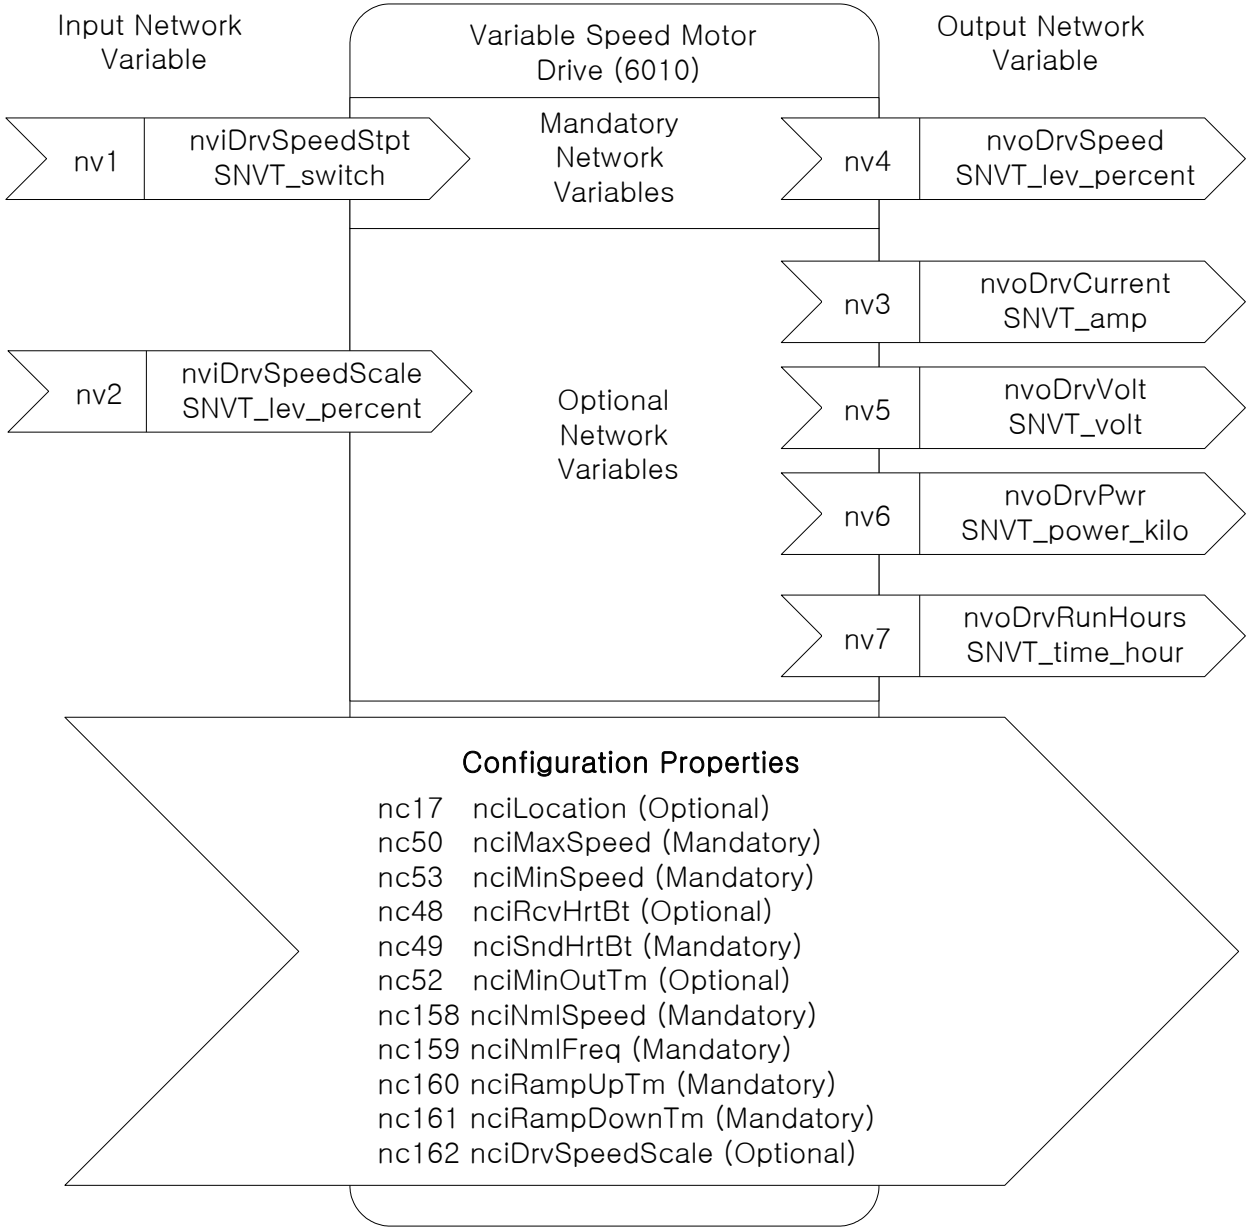 Input Network
Variable
Variable Speed Motor
Drive (6010)
Output Network
Variable
nv1
nviDrvSpeedStpt
SNVT_switch
Mandatory
Network
Variables
nv4
nvoDrvSpeed
SNVT_lev_percent
nv3
nvoDrvCurrent
SNVT_amp
nv2
nviDrvSpeedScale
SNVT_lev_percent
Optional
Network
Variables
nv5
nvoDrvVolt
SNVT_volt
nv6
nvoDrvPwr
SNVT_power_kilo
nv7
nvoDrvRunHours
SNVT_time_hour
Configuration Properties
nc17 nciLocation (Optional)
nc50 nciMaxSpeed (Mandatory)
nc53 nciMinSpeed (Mandatory)
nc48 nciRcvHrtBt (Optional)
nc49 nciSndHrtBt (Mandatory)
nc52 nciMinOutTm (Optional)
nc158 nciNmlSpeed (Mandatory)
nc159 nciNmlFreq (Mandatory)
nc160 nciRampUpTm (Mandatory)
nc161 nciRampDownTm (Mandatory)
nc162 nciDrvSpeedScale (Optional)